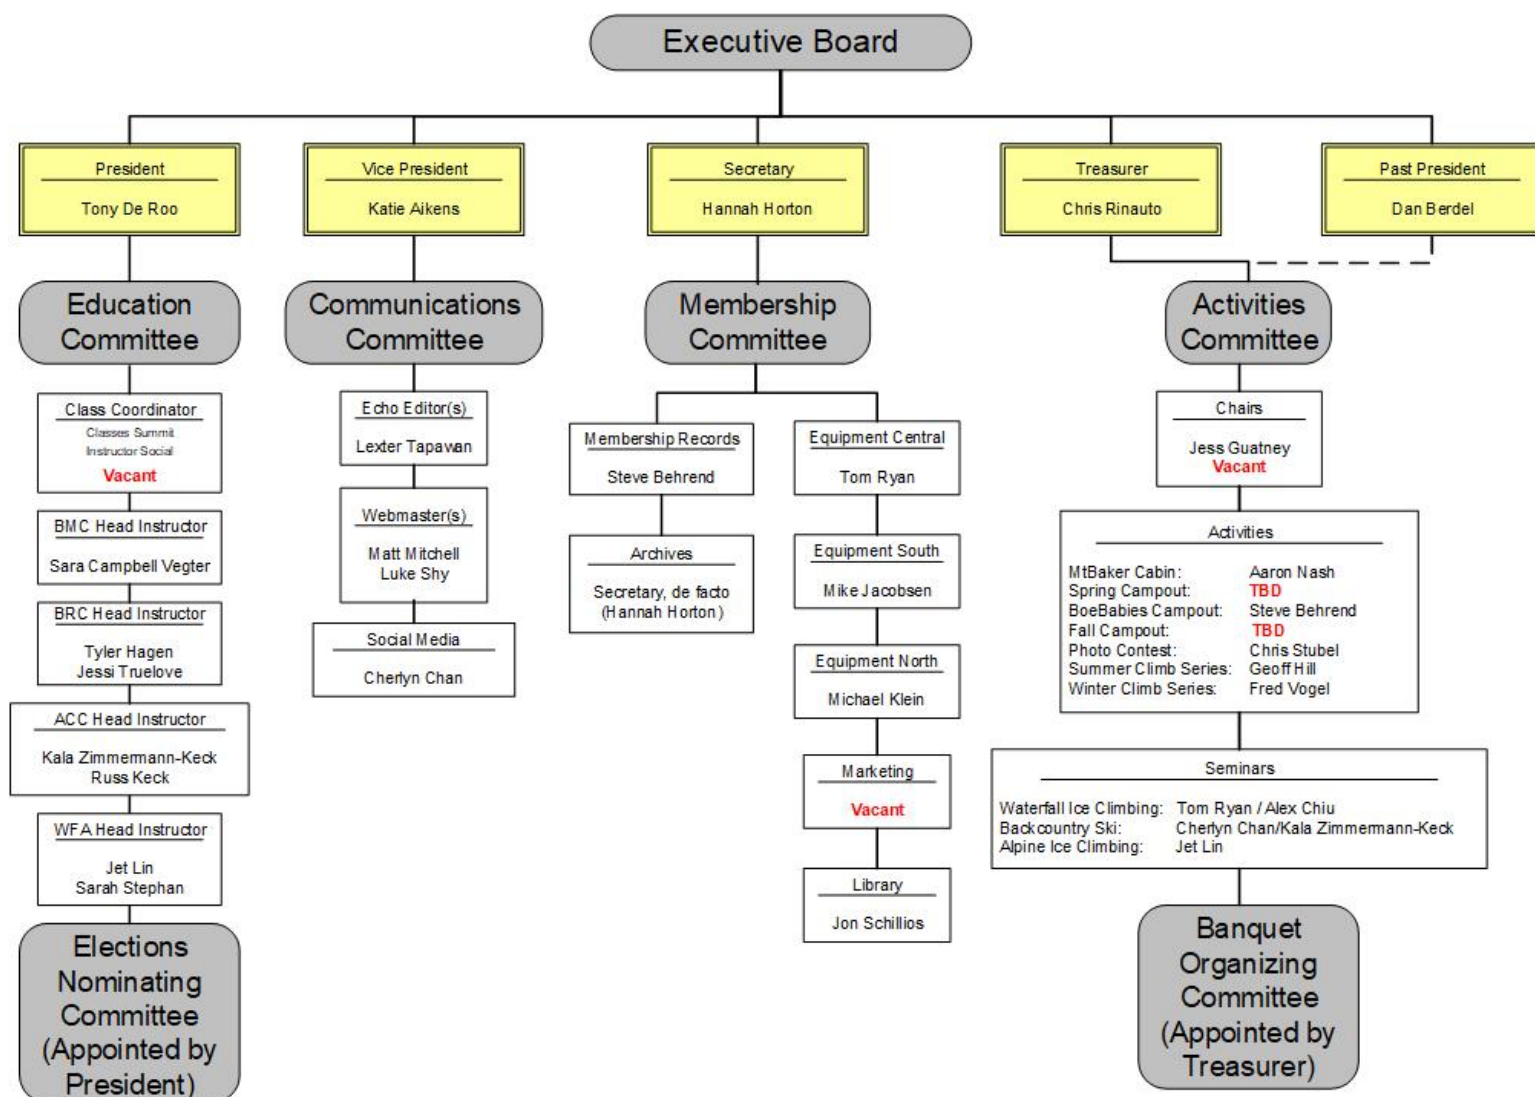 Executive Board
President
Tony De Roo
Vice President
Katie Aikens
Secretary
Hannah Horton
Treasurer
Chris Rinauto
Past President
Dan Berdel
Education
Committee
Class Coordinator
Classes Summit
Instructor Social
Vacant
BMC Head Instructor
Sara Campbell Vegter
BRC Head Instructor
Tyler Hagen
Jessi Truelove
ACC Head Instructor
Kala Zimmermann-Keck
Russ Keck
WFA Head Instructor
Jet Lin
Sarah Stephan
Elections
Nominating
Committee
(Appointed by
President)
Communications
Committee
Echo Editor(s)
Lexter Tapawan
Webmaster(s)
Matt Mitchell
Luke Shy
Social Media
Cherlyn Chan
Membership
Committee
Membership Records
Steve Behrend
Archives
Secretary, de facto
(Hannah Horton)
Equipment Central
Tom Ryan
Equipment South
Mike Jacobsen
Equipment North
Michael Klein
Marketing
Vacant
Library
Jon Schillios
Activities
Committee
Chairs
Jess Guatney
Vacant
Activities
MtBaker Cabin: Aaron Nash
Spring Campout: TBD
BoeBabies Campout: Steve Behrend
Fall Campout: TBD
Photo Contest: Chris Stubel
Summer Climb Series: Geoff Hill
Winter Climb Series: Fred Vogel
Seminars
Waterfall Ice Climbing: Tom Ryan / Alex Chiu
Backcountry Ski: Cherlyn Chan/Kala Zimmermann-Keck
Alpine Ice Climbing: Jet Lin
Banquet
Organizing
Committee
(Appointed by
Treasurer)